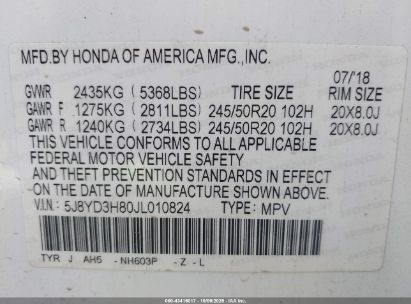 MFD.BY HONDA OF AMERICA MFG.,INC.
07/'18
GVWR 2435KG (5368LBS) TIRE SIZE RIM SIZE
GAWR F 1275KG (2811LBS) 245/50R20 102H 20X8.0J
GAWR R 1240KG (2734LBS) 245/50R20 102H 20X8.0J
THIS VEHICLE CONFORMS TO ALL APPLICABLE
FEDERAL MOTOR VEHICLE SAFETY
AND THEFT PREVENTION STANDARDS IN EFFECT
ON THE DATE OF MANUFACTURE SHOWN ABOVE.
V.I.N.: 5J8YD3H80JL010824 TYPE: MPV
TYR J AH5 - NH603P - Z - L